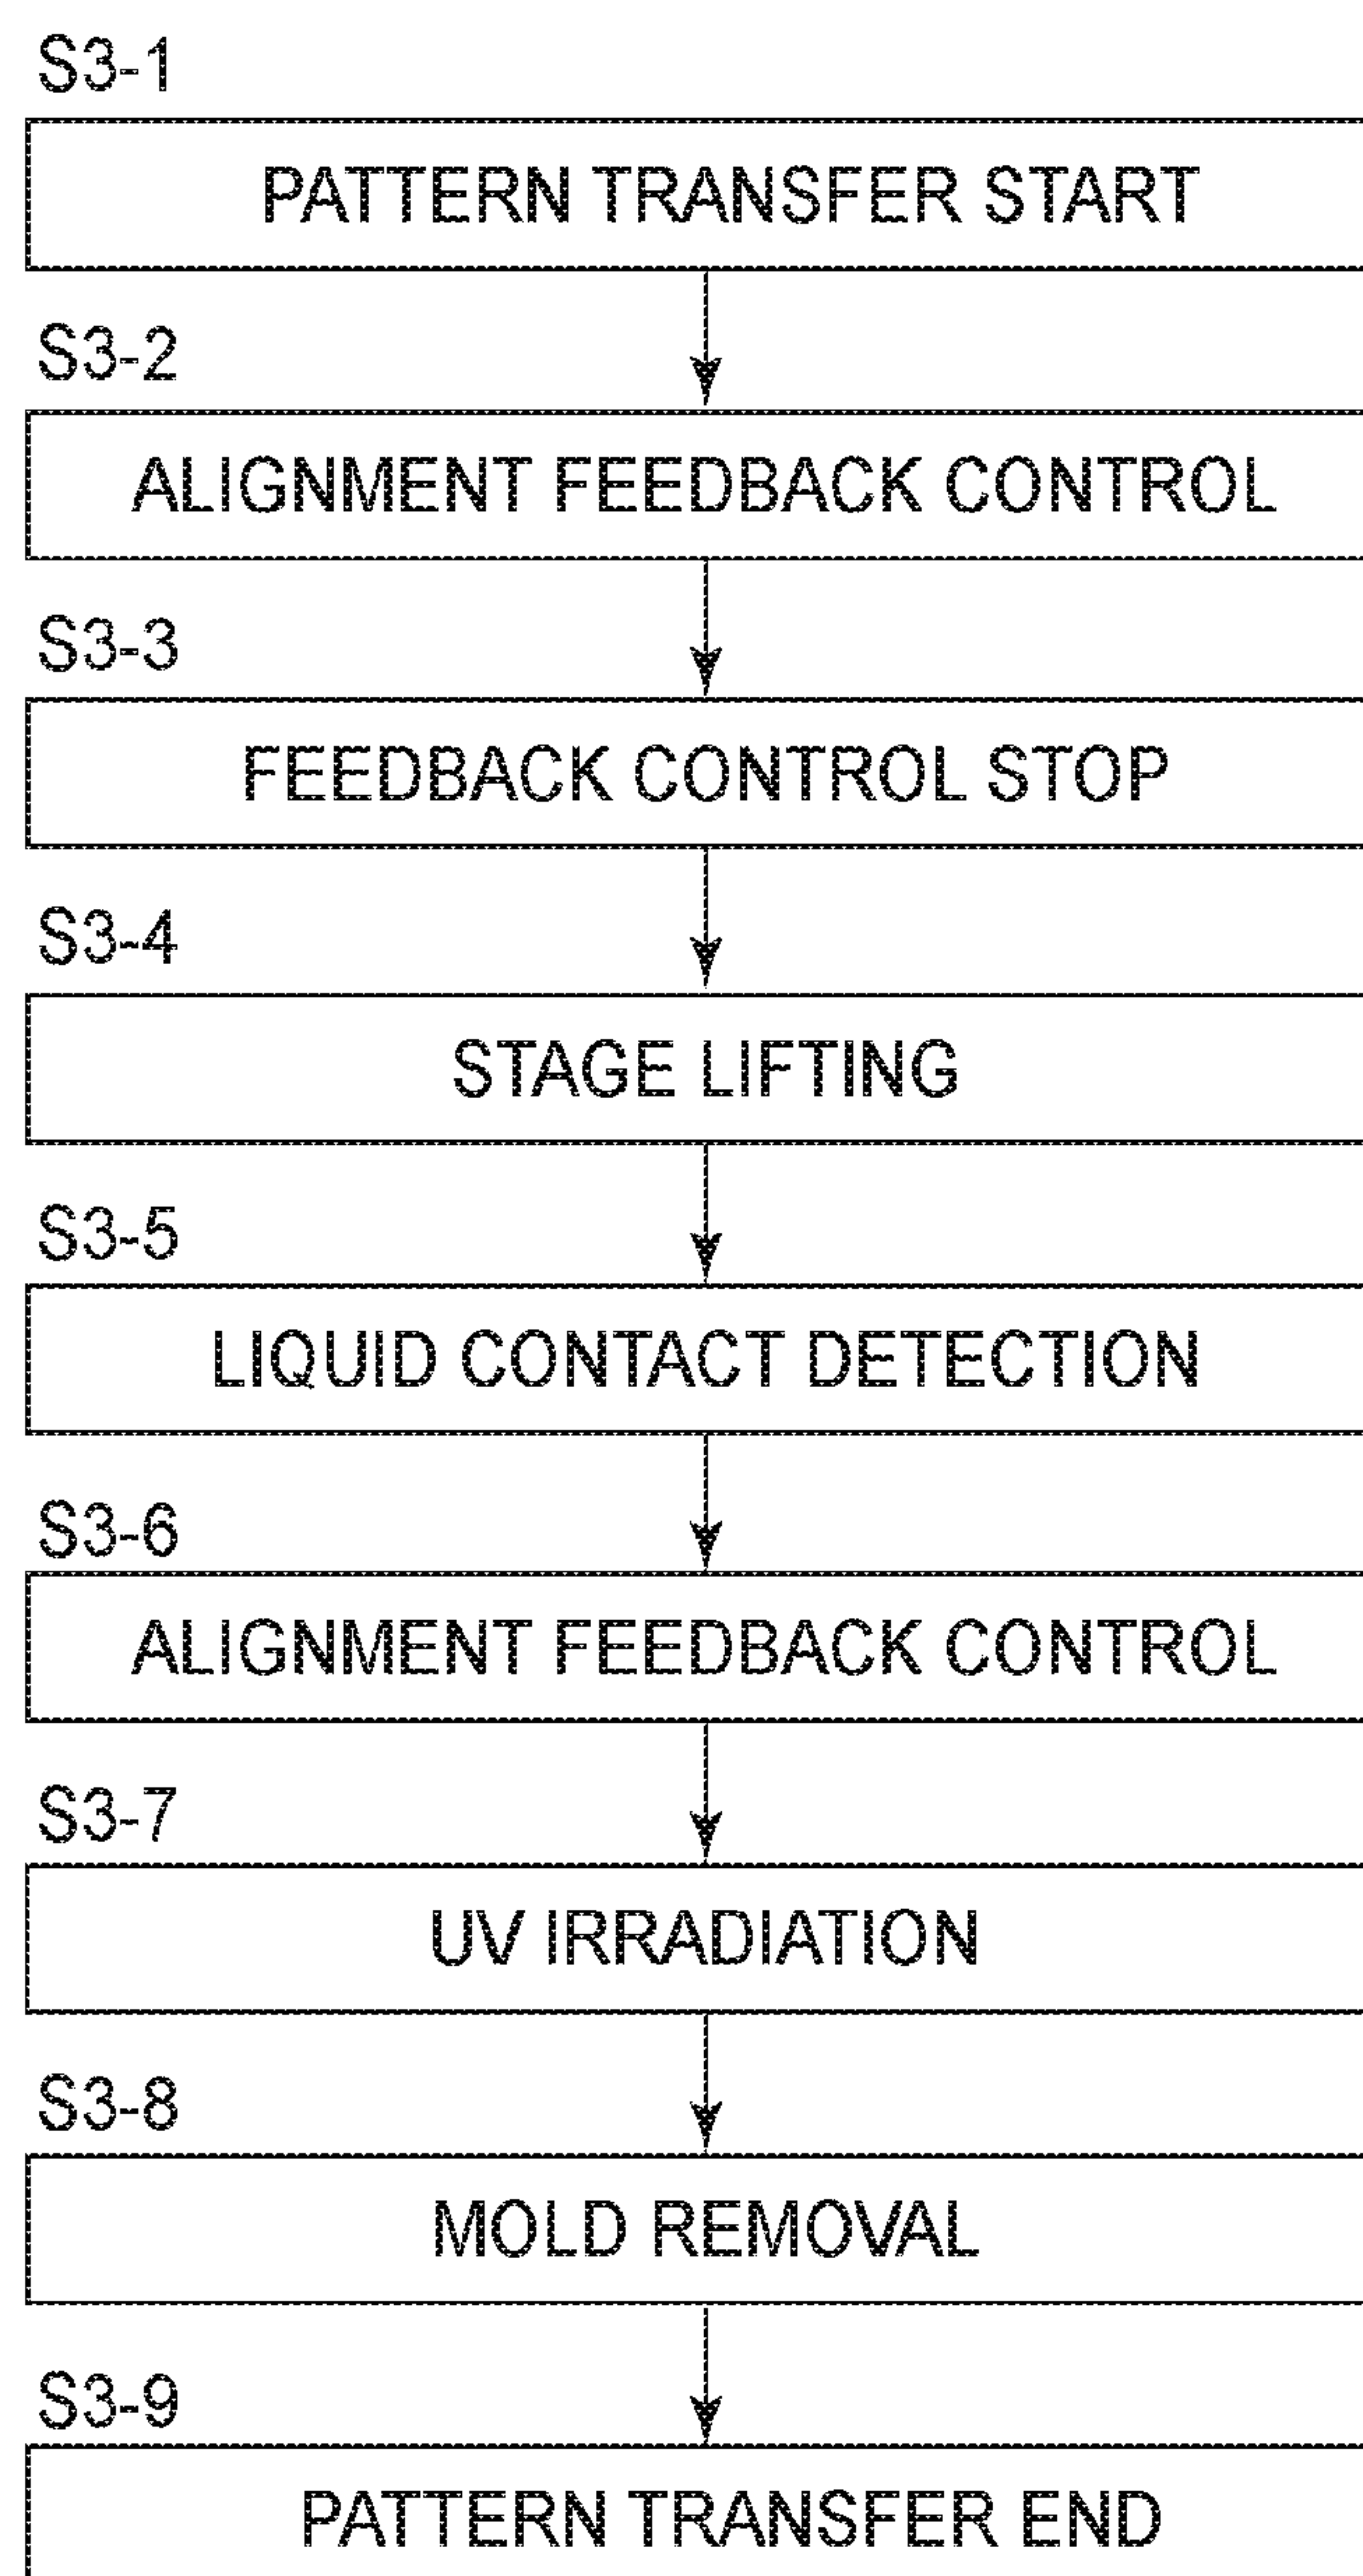 S3-1
PATTERN TRANSFER START
S3-2
ALIGNMENT FEEDBACK CONTROL
S3-3
FEEDBACK CONTROL STOP
S3-4
STAGE LIFTING
S3-5
LIQUID CONTACT DETECTION
S3-6
ALIGNMENT FEEDBACK CONTROL
S3-7
UV IRRADIATION
S3-8
MOLD REMOVAL
S3-9
PATTERN TRANSFER END